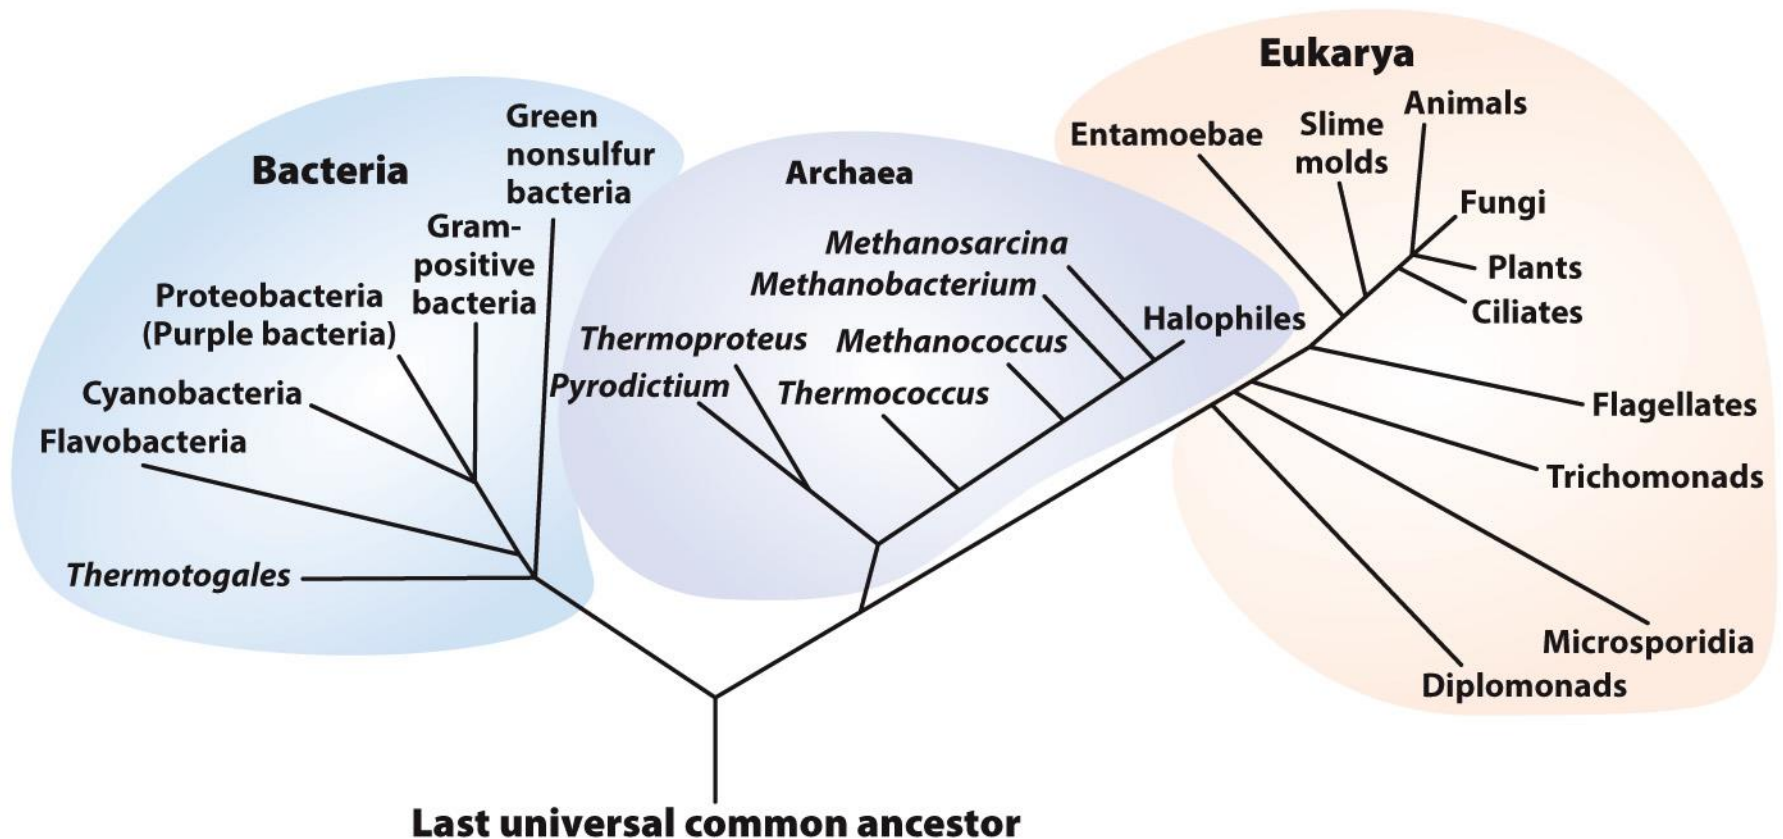 Bacteria
Green
nonsulfur
bacteria
Gram-
positive
bacteria
Proteobacteria
(Purple bacteria)
Cyanobacteria
Flavobacteria
Thermotogales
Archaea
Methanosarcina
Methanobacterium
Halophiles
Thermoproteus
Methanococcus
Pyrodictium
Thermococcus
Eukarya
Animals
Slime
molds
Entamoebae
Fungi
Plants
Ciliates
Flagellates
Trichomonads
Microsporidia
Diplomonads
Last universal common ancestor